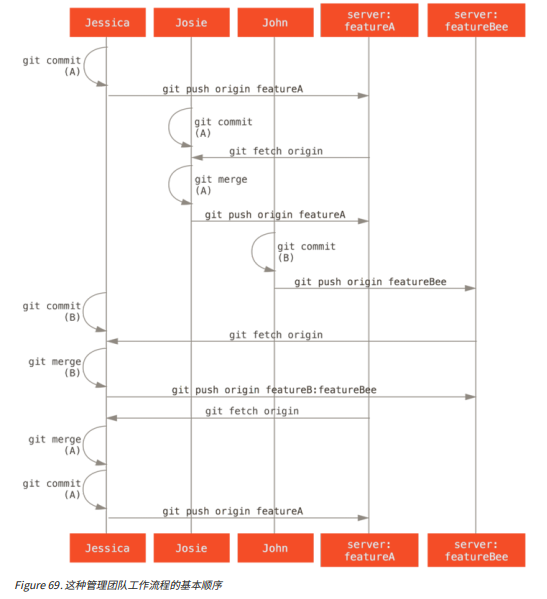 Jessica
Josie
John
server:
featureA
server:
featureBee
git commit
(A)
git push origin featureA
git commit
(A)
git fetch origin
git merge
(A)
git push origin featureA
git commit
(B)
git push origin featureBee
git commit
(B)
git fetch origin
git merge
(B)
git push origin featureB:featureBee
git fetch origin
git merge
(A)
git commit
(A)
git push origin featureA
Jessica
Josie
John
server:
featureA
server:
featureBee
Figure 69. 这种管理团队工作流程的基本顺序